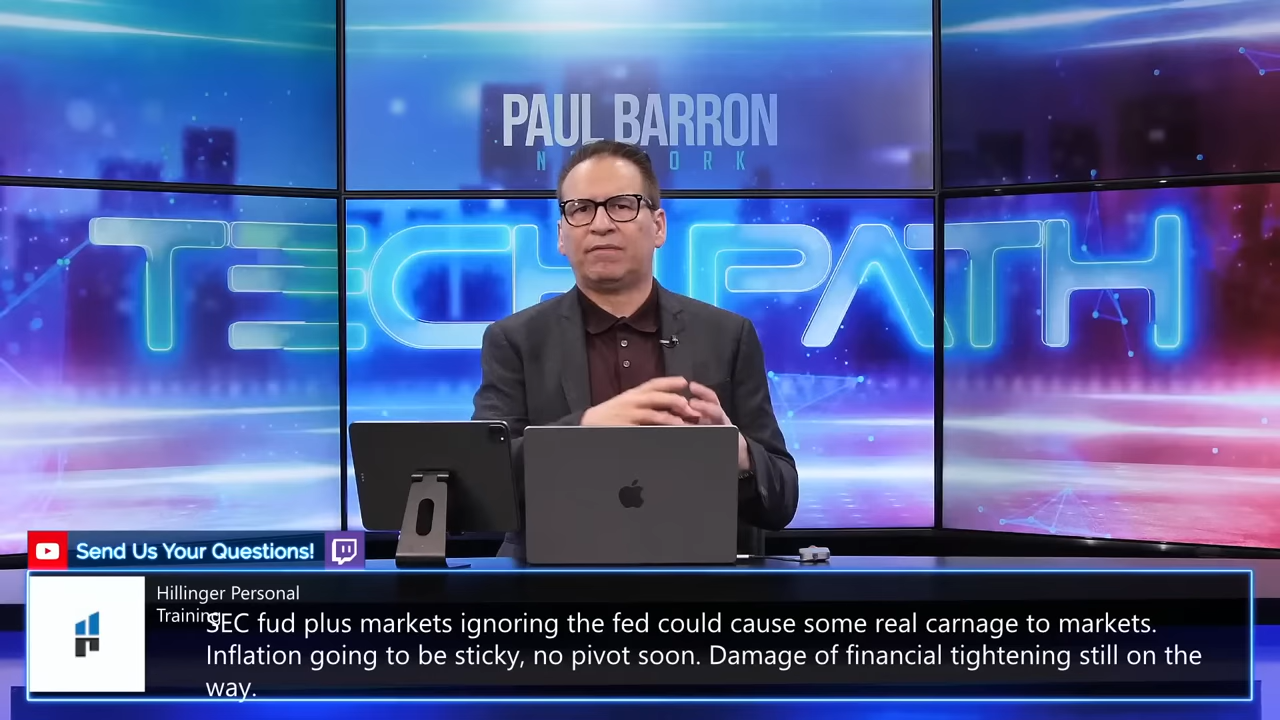 PAUL BARRON
TECH PATH
Send Us Your Questions!
Hillinger Personal
Training
SEC fud plus markets ignoring the fed could cause some real carnage to markets.
Inflation going to be sticky, no pivot soon. Damage of financial tightening still on the
way.